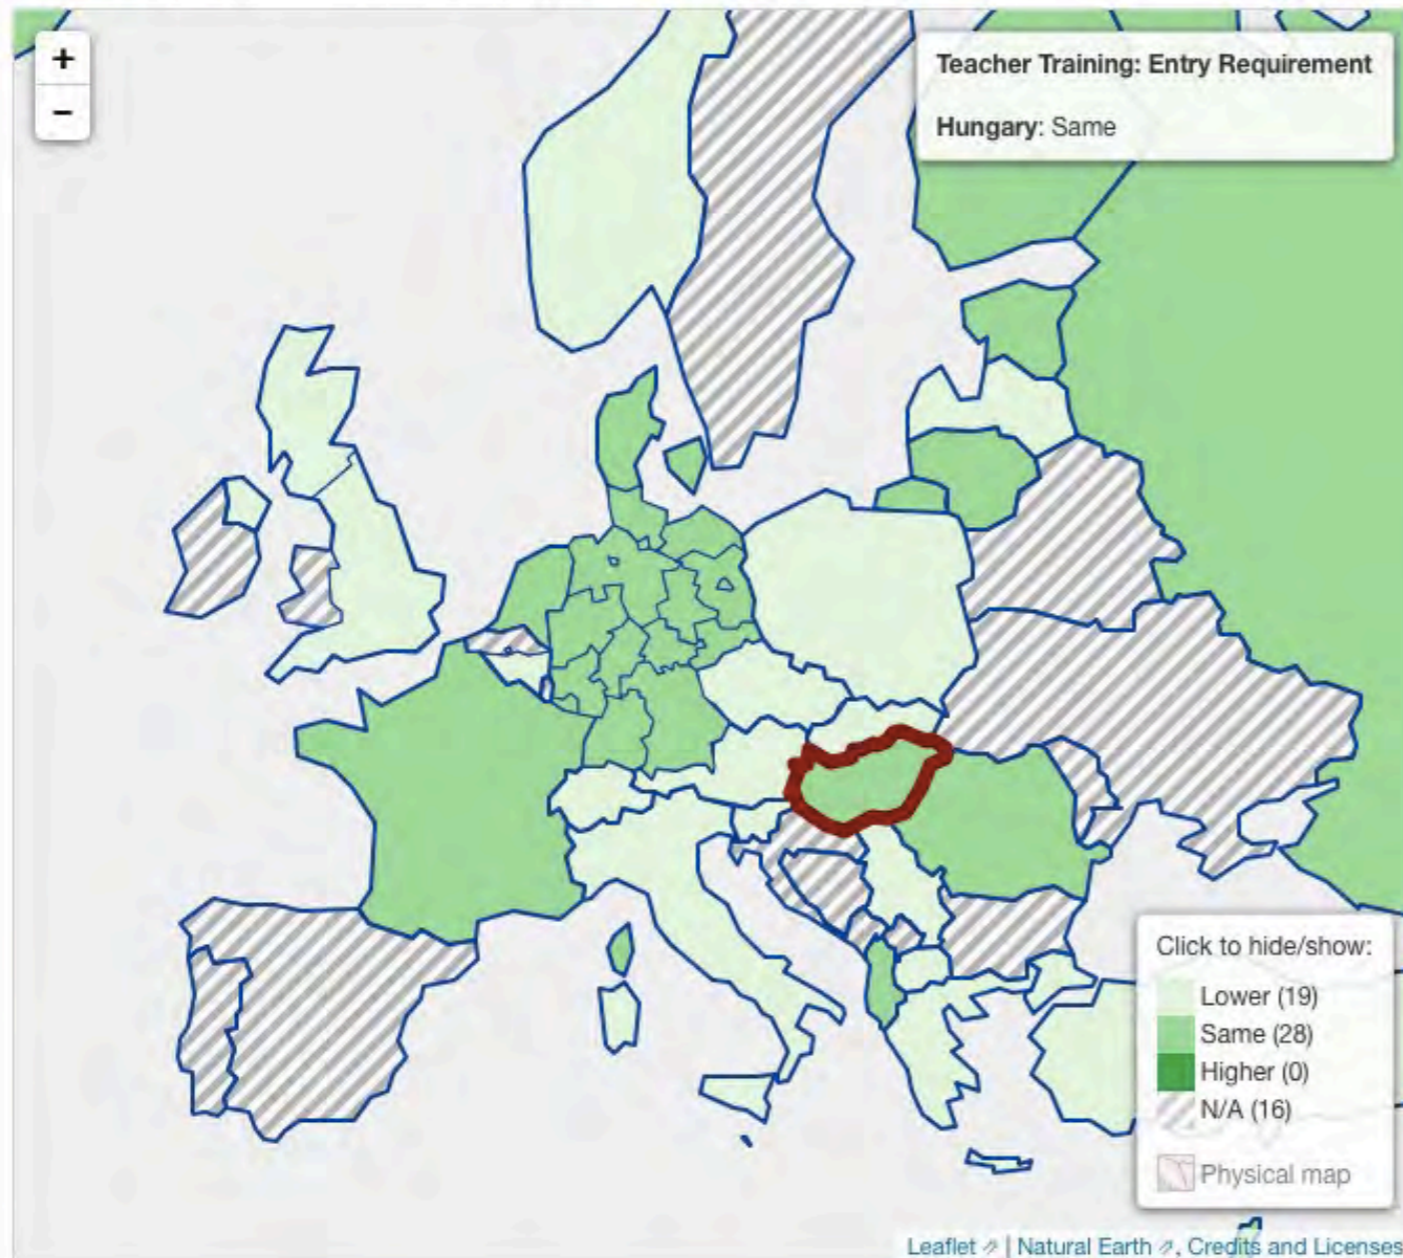 +
−
Teacher Training: Entry Requirement
Hungary: Same
Click to hide/show:
Lower (19)
Same (28)
Higher (0)
N/A (16)
Physical map
Leaflet | Natural Earth, Credits and Licenses